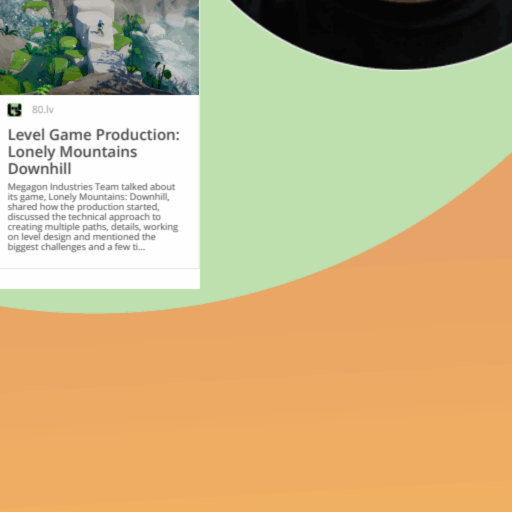 80.lv
Level Game Production:
Lonely Mountains
Downhill
Megagon Industries Team talked about
its game, Lonely Mountains: Downhill,
shared how the production started,
discussed the technical approach to
creating multiple paths, details, working
on level design and mentioned the
biggest challenges and a few ti...